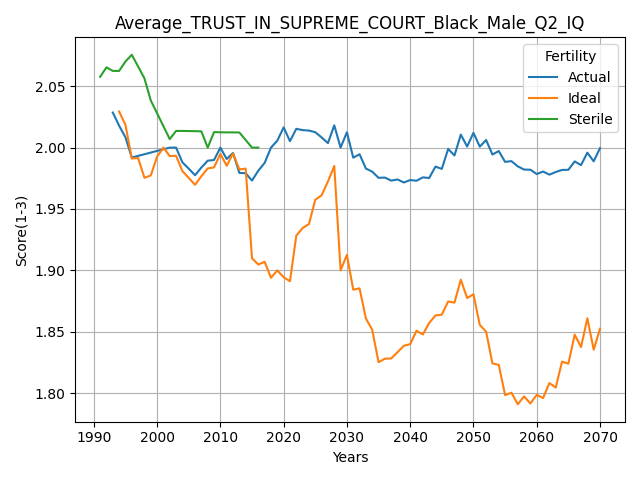 Average_TRUST_IN_SUPREME_COURT_Black_Male_Q2_IQ
Fertility
Actual
Ideal
Sterile
Score(1-3)
2.05
2.00
1.95
1.90
1.85
1.80
1990 2000 2010 2020 2030 2040 2050 2060 2070
Years